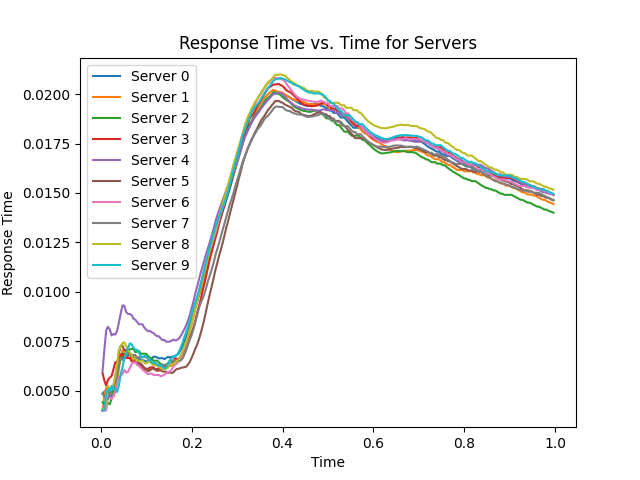 Response Time vs. Time for Servers
Response Time
0.0200
0.0175
0.0150
0.0125
0.0100
0.0075
0.0050
Server 0
Server 1
Server 2
Server 3
Server 4
Server 5
Server 6
Server 7
Server 8
Server 9
0.0 0.2 0.4 0.6 0.8 1.0
Time